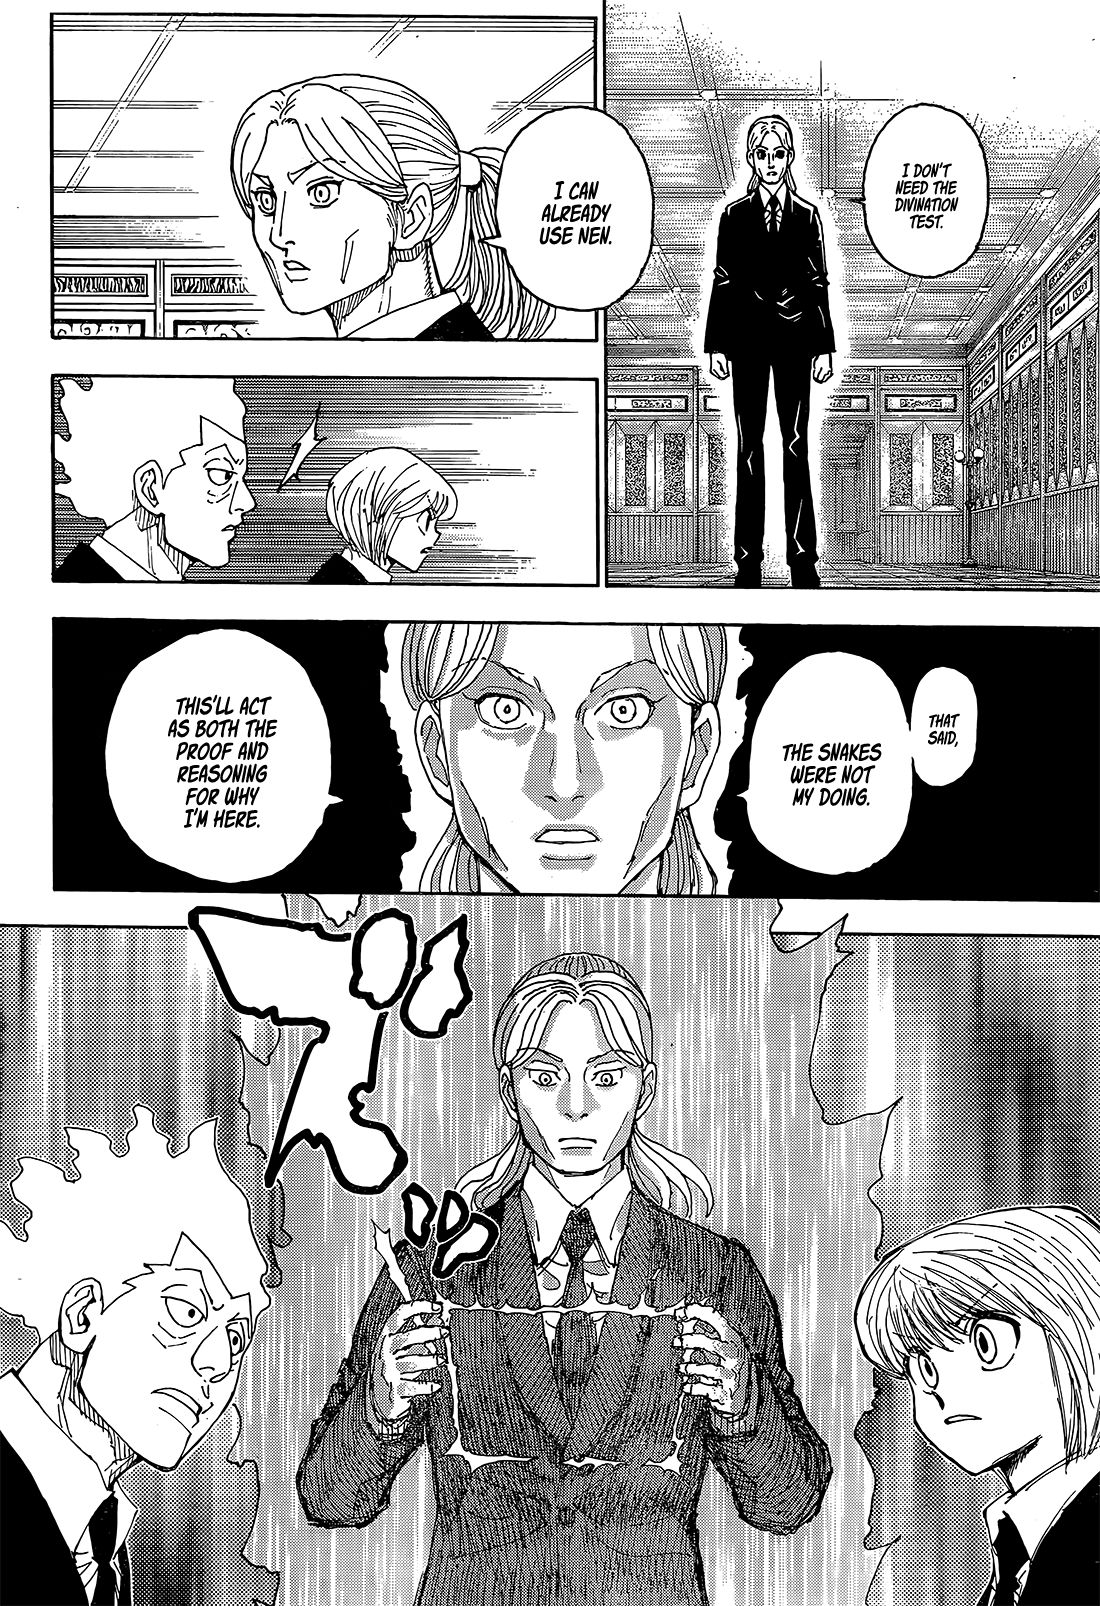 I DON'T
NEED THE
DIVINATION
TEST.
I CAN
ALREADY
USE NEN.
THAT
SAID,
THE SNAKES
WERE NOT
MY DOING.
THIS'LL ACT
AS BOTH THE
PROOF AND
REASONING
FOR WHY
I'M HERE.